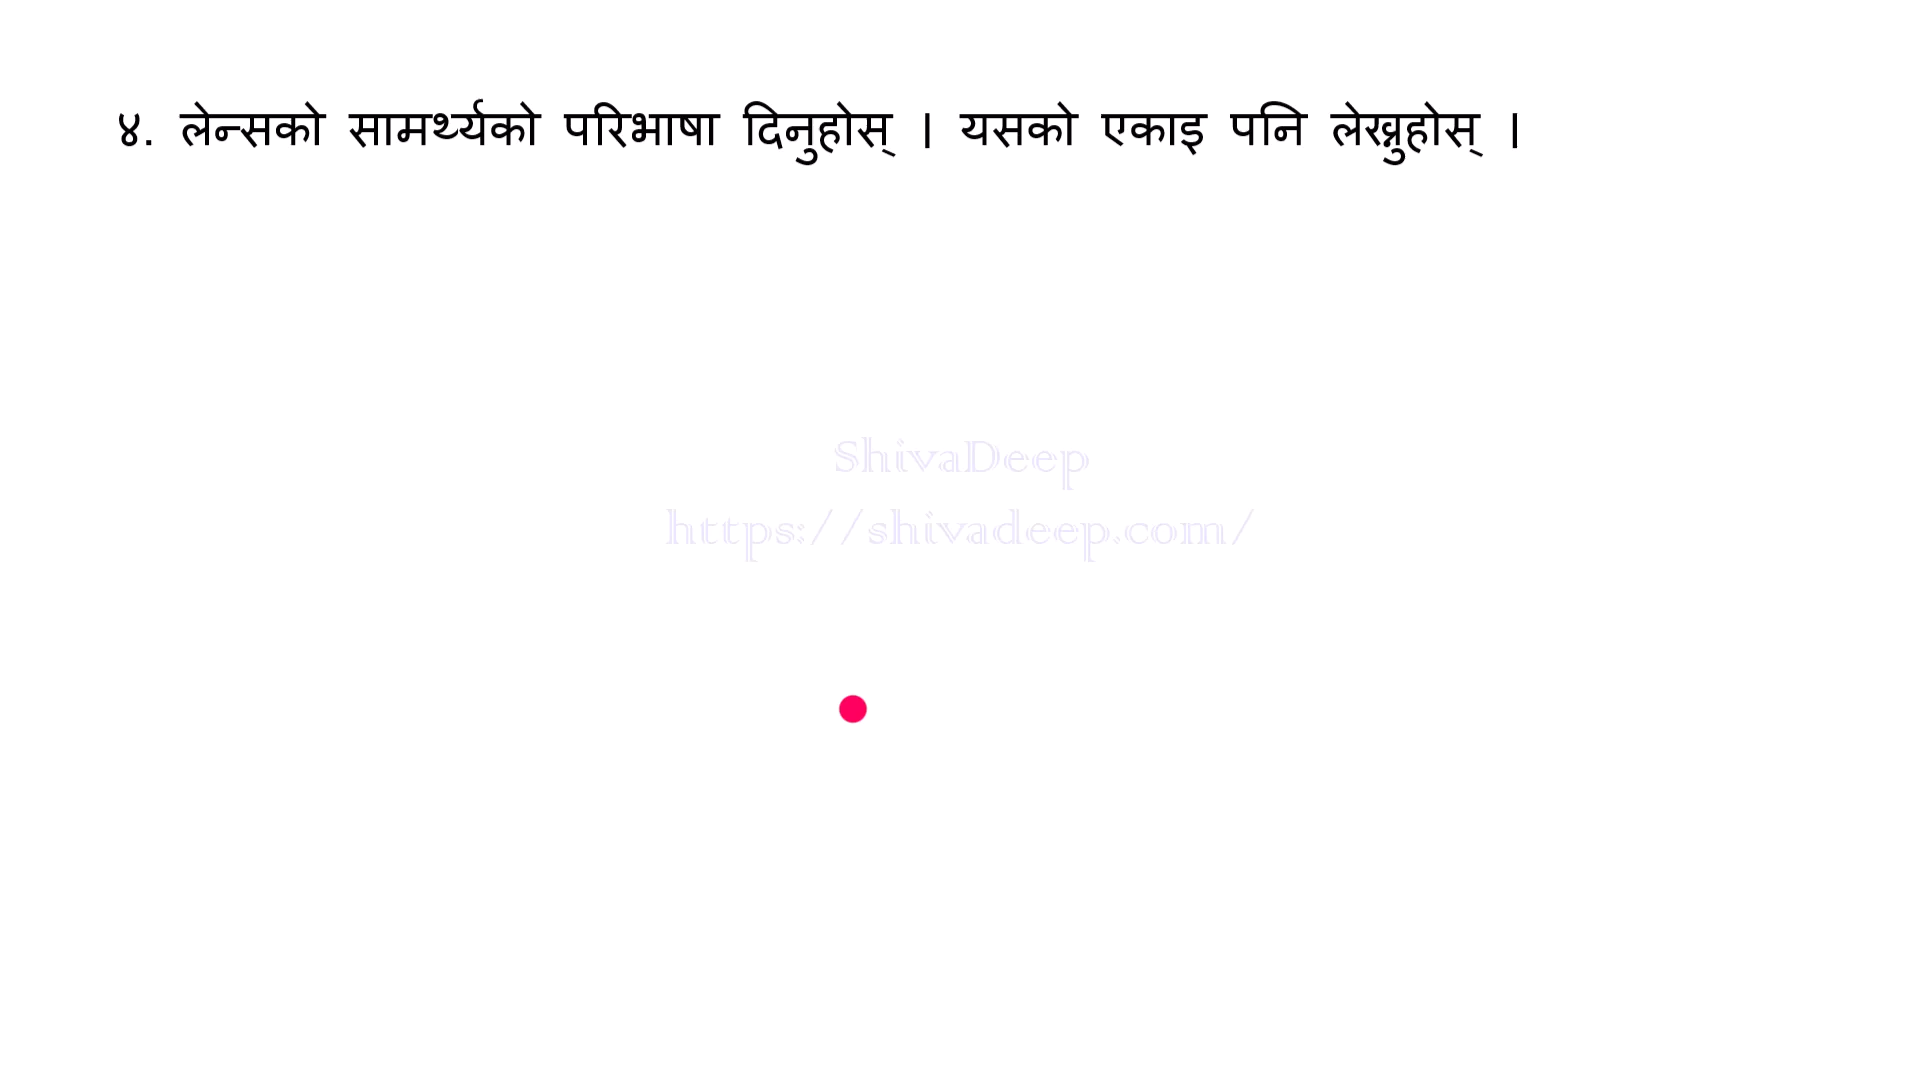 ४. लेन्सको सामर्थ्यको परिभाषा दिनुहोस् । यसको एकाइ पनि लेख्नुहोस् ।
ShivaDeep
https://shivadeep.com/